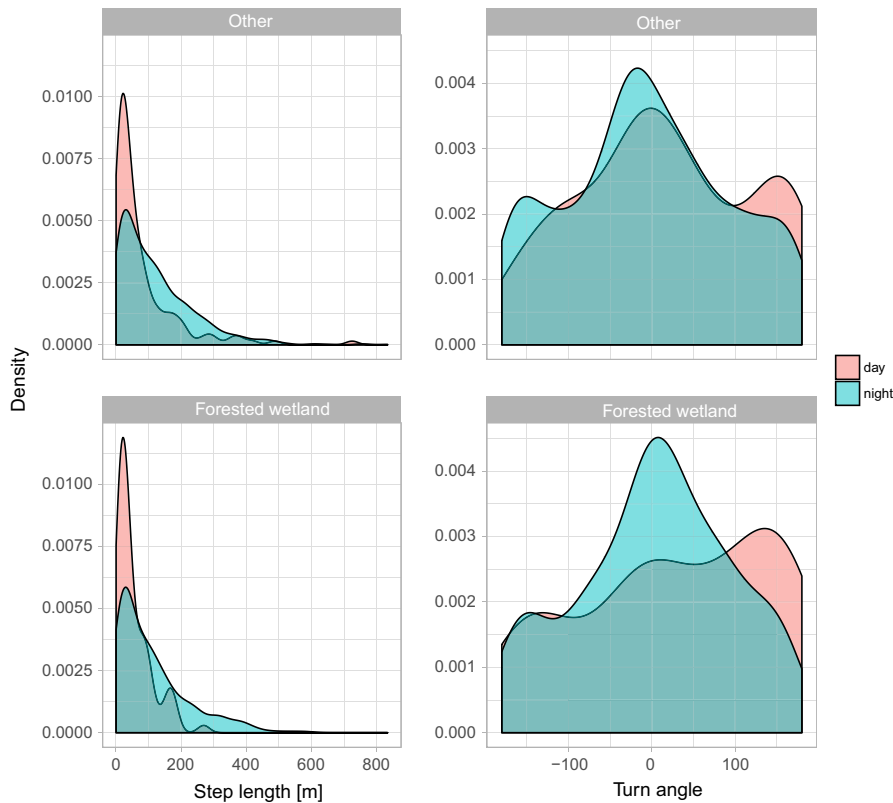 Other
Other
0.0100
0.0075
0.0050
0.0025
0.0000
0.004
0.003
0.002
0.001
0.000
Density
day
night
Forested wetland
Forested wetland
0.0100
0.0075
0.0050
0.0025
0.0000
0.004
0.003
0.002
0.001
0.000
0 200 400 600 800
−100 0 100
Step length [m]
Turn angle